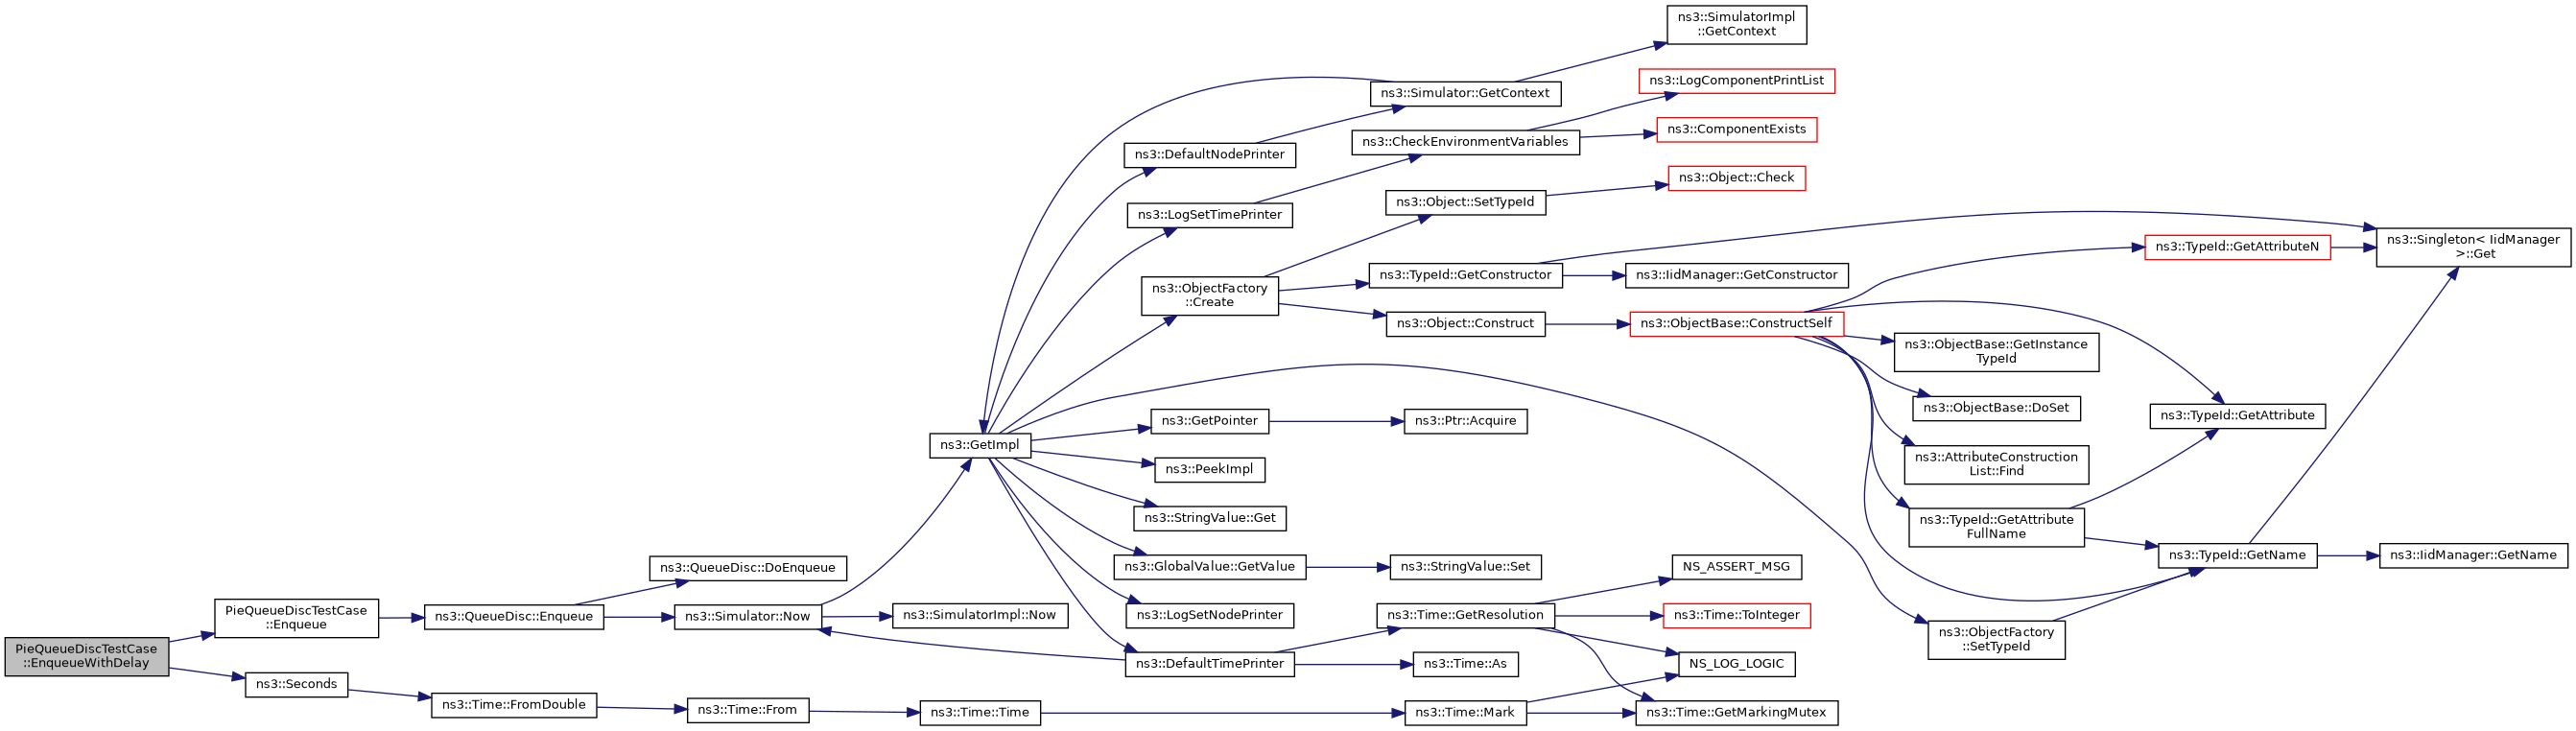 ns3::SimulatorImpl
::GetContext
ns3::LogComponentPrintList
ns3::Simulator::GetContext
ns3::ComponentExists
ns3::CheckEnvironmentVariables
ns3::DefaultNodePrinter
ns3::Object::Check
ns3::Object::SetTypeId
ns3::LogSetTimePrinter
ns3::Singleton< IidManager
>::Get
ns3::TypeId::GetAttributeN
ns3::TypeId::GetConstructor
ns3::IidManager::GetConstructor
ns3::ObjectFactory
::Create
ns3::Object::Construct
ns3::ObjectBase::ConstructSelf
ns3::ObjectBase::GetInstance
TypeId
ns3::ObjectBase::DoSet
ns3::TypeId::GetAttribute
ns3::GetPointer
ns3::Ptr::Acquire
ns3::GetImpl
ns3::AttributeConstruction
List::Find
ns3::PeekImpl
ns3::StringValue::Get
ns3::TypeId::GetAttribute
FullName
ns3::TypeId::GetName
ns3::IidManager::GetName
ns3::QueueDisc::DoEnqueue
ns3::GlobalValue::GetValue
ns3::StringValue::Set
NS_ASSERT_MSG
PieQueueDiscTestCase
::Enqueue
ns3::QueueDisc::Enqueue
ns3::Simulator::Now
ns3::SimulatorImpl::Now
ns3::LogSetNodePrinter
ns3::Time::GetResolution
ns3::Time::ToInteger
ns3::ObjectFactory
::SetTypeId
PieQueueDiscTestCase
::EnqueueWithDelay
ns3::DefaultTimePrinter
ns3::Time::As
NS_LOG_LOGIC
ns3::Seconds
ns3::Time::FromDouble
ns3::Time::From
ns3::Time::Time
ns3::Time::Mark
ns3::Time::GetMarkingMutex